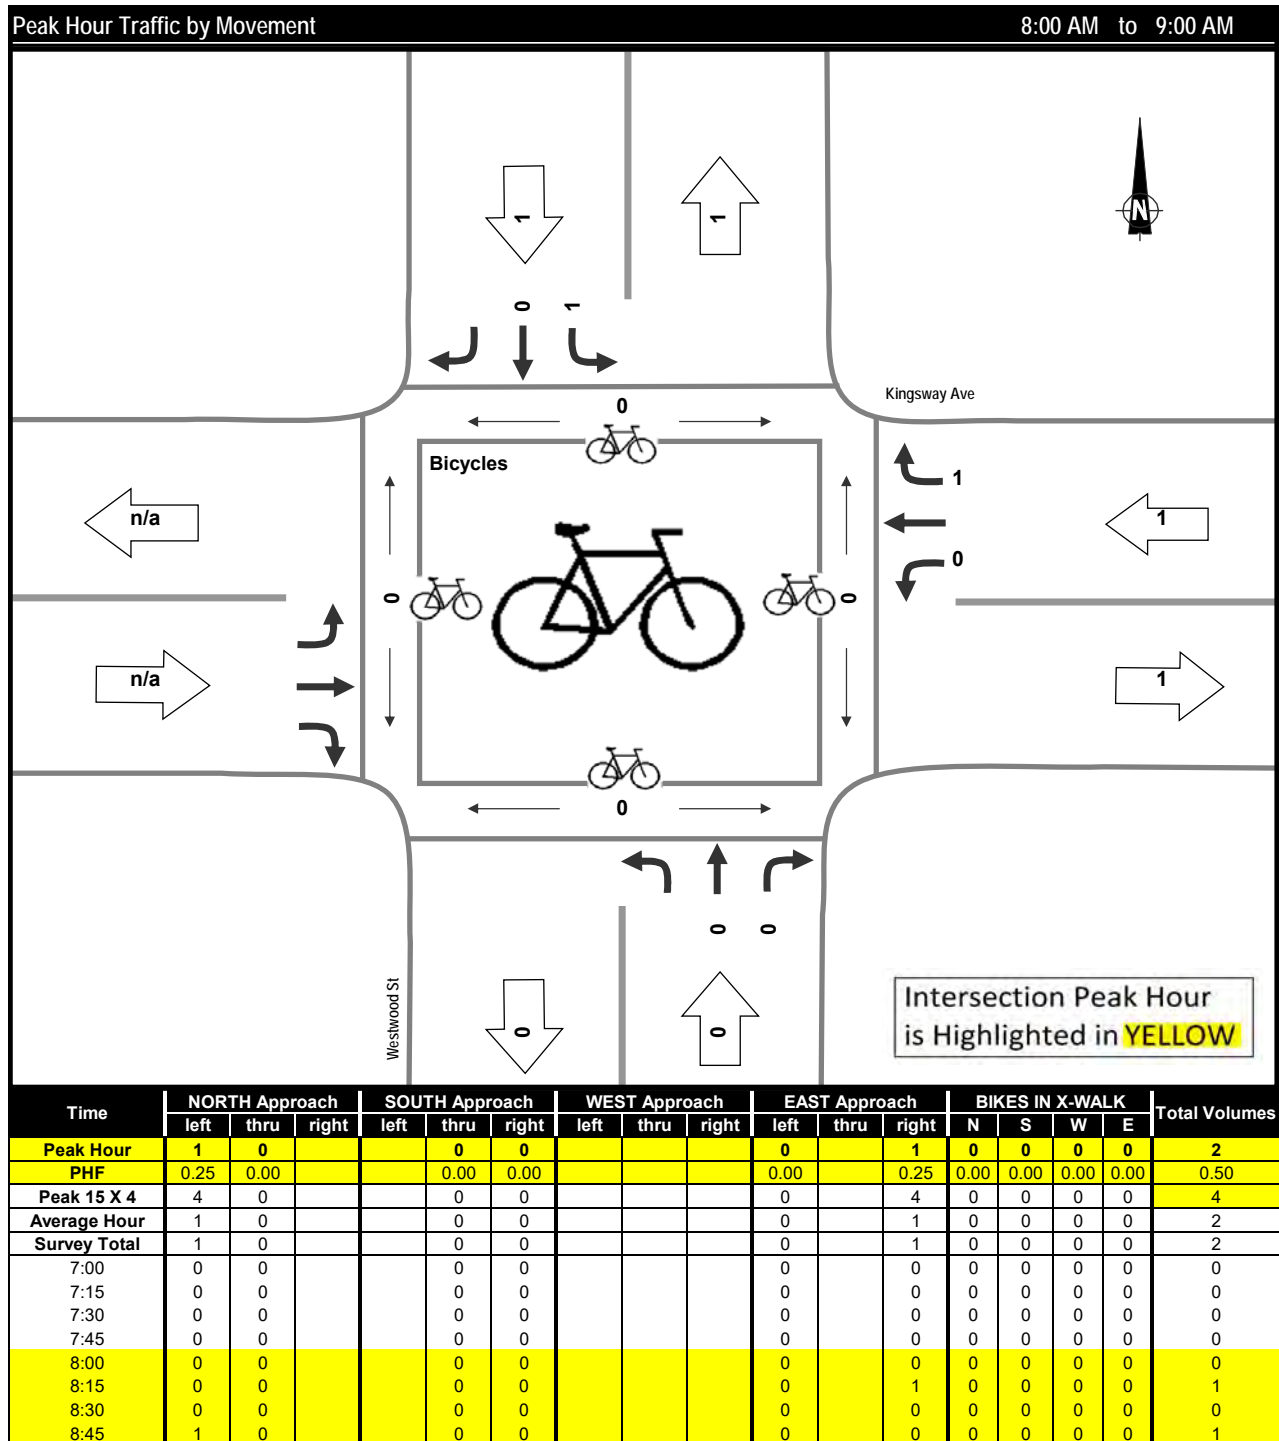 Peak Hour Traffic by Movement 8:00 AM to 9:00 AM
1 1
N
0 1
Kingsway Ave
0
Bicycles
1
n/a 1
0
0 0
n/a 1
0
0 0
Westwood St
0 0
Intersection Peak Hour
is Highlighted in YELLOW
Time NORTH Approach SOUTH Approach WEST Approach EAST Approach BIKES IN X-WALK Total Volumes
left thru right left thru right left thru right left thru right N S W E
Peak Hour 1 0 0 0 0 1 0 0 0 0 2
PHF 0.25 0.00 0.00 0.00 0.00 0.25 0.00 0.00 0.00 0.00 0.50
Peak 15 X 4 4 0 0 0 0 4 0 0 0 0 4
Average Hour 1 0 0 0 0 1 0 0 0 0 2
Survey Total 1 0 0 0 0 1 0 0 0 0 2
7:00 0 0 0 0 0 0 0 0 0 0 0
7:15 0 0 0 0 0 0 0 0 0 0 0
7:30 0 0 0 0 0 0 0 0 0 0 0
7:45 0 0 0 0 0 0 0 0 0 0 0
8:00 0 0 0 0 0 0 0 0 0 0 0
8:15 0 0 0 0 0 1 0 0 0 0 1
8:30 0 0 0 0 0 0 0 0 0 0 0
8:45 1 0 0 0 0 0 0 0 0 0 1